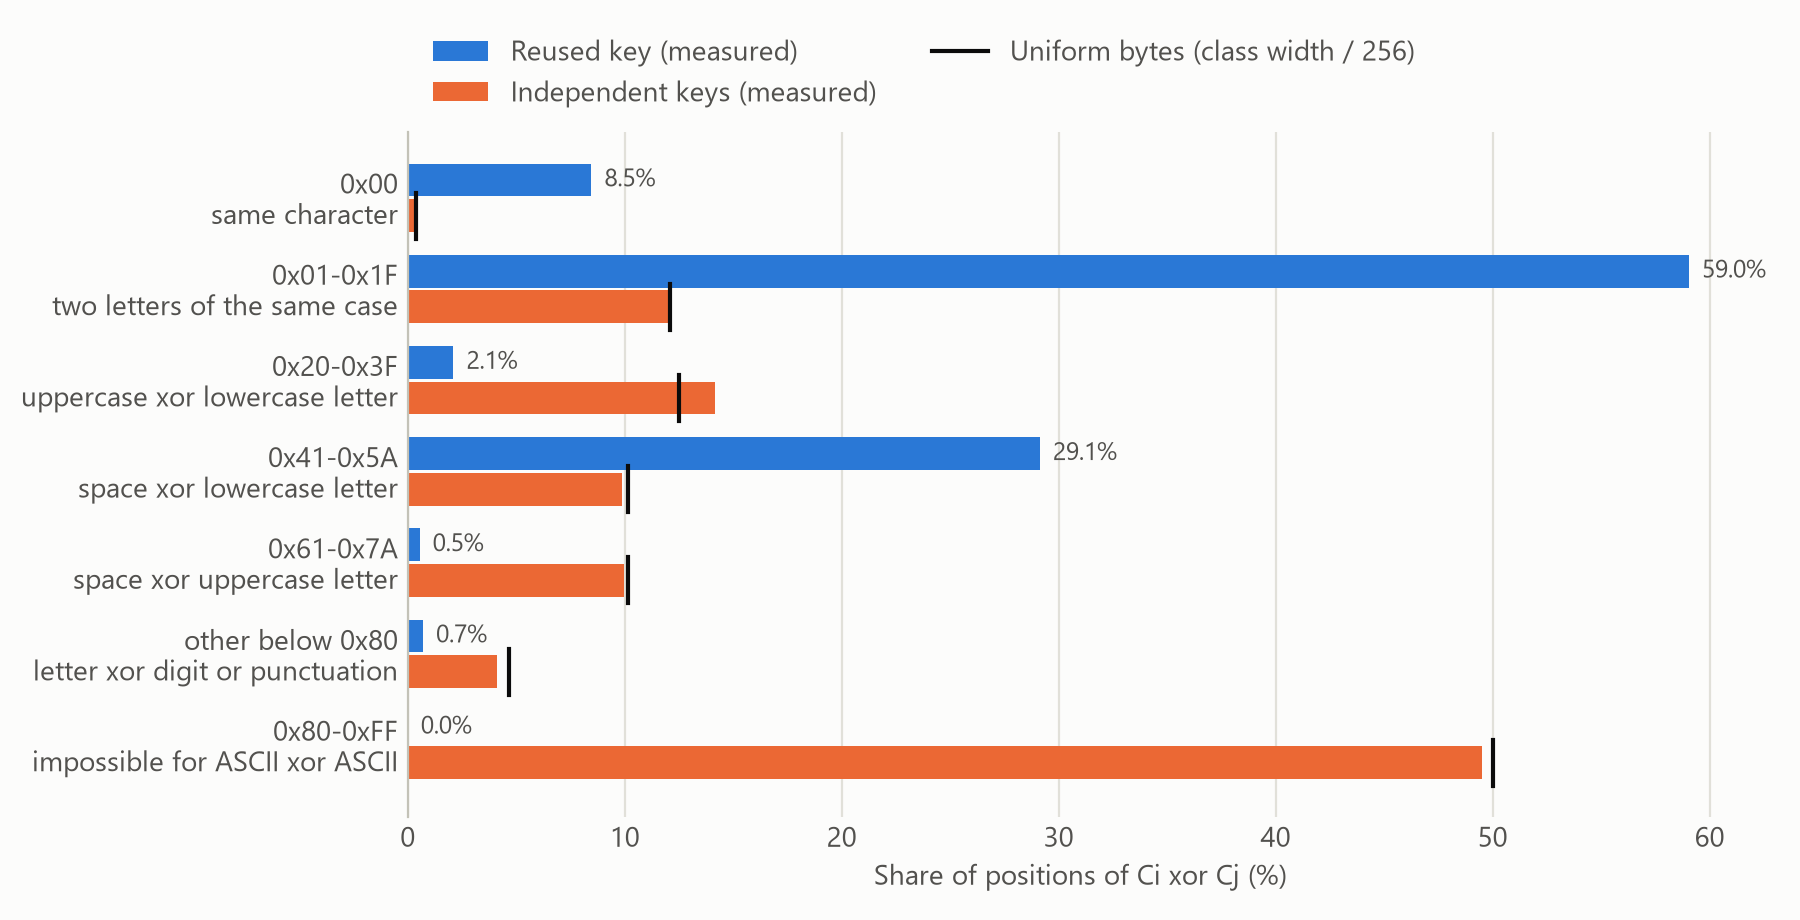 Reused key (measured)
Independent keys (measured)
Uniform bytes (class width / 256)
0x00
same character
8.5%
0x01-0x1F
two letters of the same case
59.0%
0x20-0x3F
uppercase xor lowercase letter
2.1%
0x41-0x5A
space xor lowercase letter
29.1%
0x61-0x7A
space xor uppercase letter
0.5%
other below 0x80
letter xor digit or punctuation
0.7%
0x80-0xFF
impossible for ASCII xor ASCII
0.0%
0 10 20 30 40 50 60
Share of positions of Ci xor Cj (%)